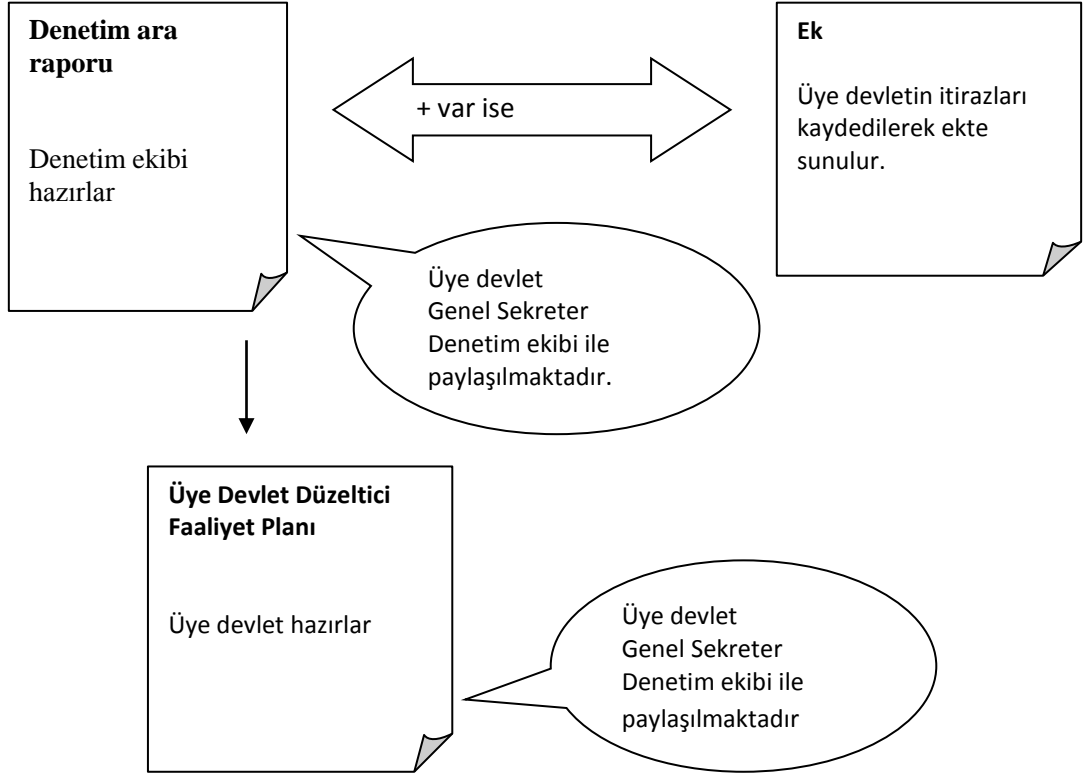 Denetim ara
raporu
Denetim ekibi
hazırlar
+ var ise
Ek
Üye devletin itirazları
kaydedilerek ekte
sunulur.
Üye devlet
Genel Sekreter
Denetim ekibi ile
paylaşılmaktadır.
Üye Devlet Düzeltici
Faaliyet Planı
Üye devlet hazırlar
Üye devlet
Genel Sekreter
Denetim ekibi ile
paylaşılmaktadır